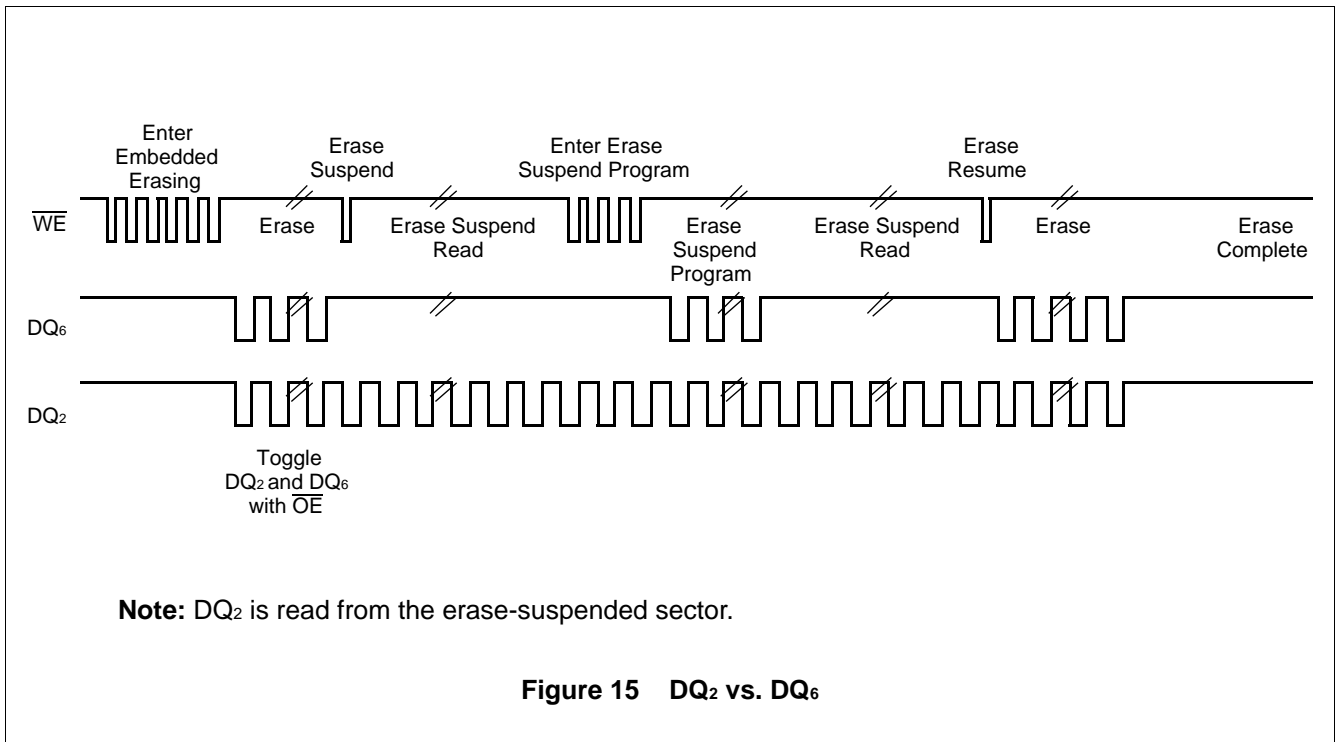 Enter
Embedded
Erasing
Erase
Suspend
Enter Erase
Suspend Program
Erase
Resume
WE
Erase
Erase Suspend
Read
Erase
Suspend
Program
Erase Suspend
Read
Erase
Erase
Complete
DQ6
DQ2
Toggle
DQ2 and DQ6
with OE
Note: DQ2 is read from the erase-suspended sector.
Figure 15 DQ2 vs. DQ6